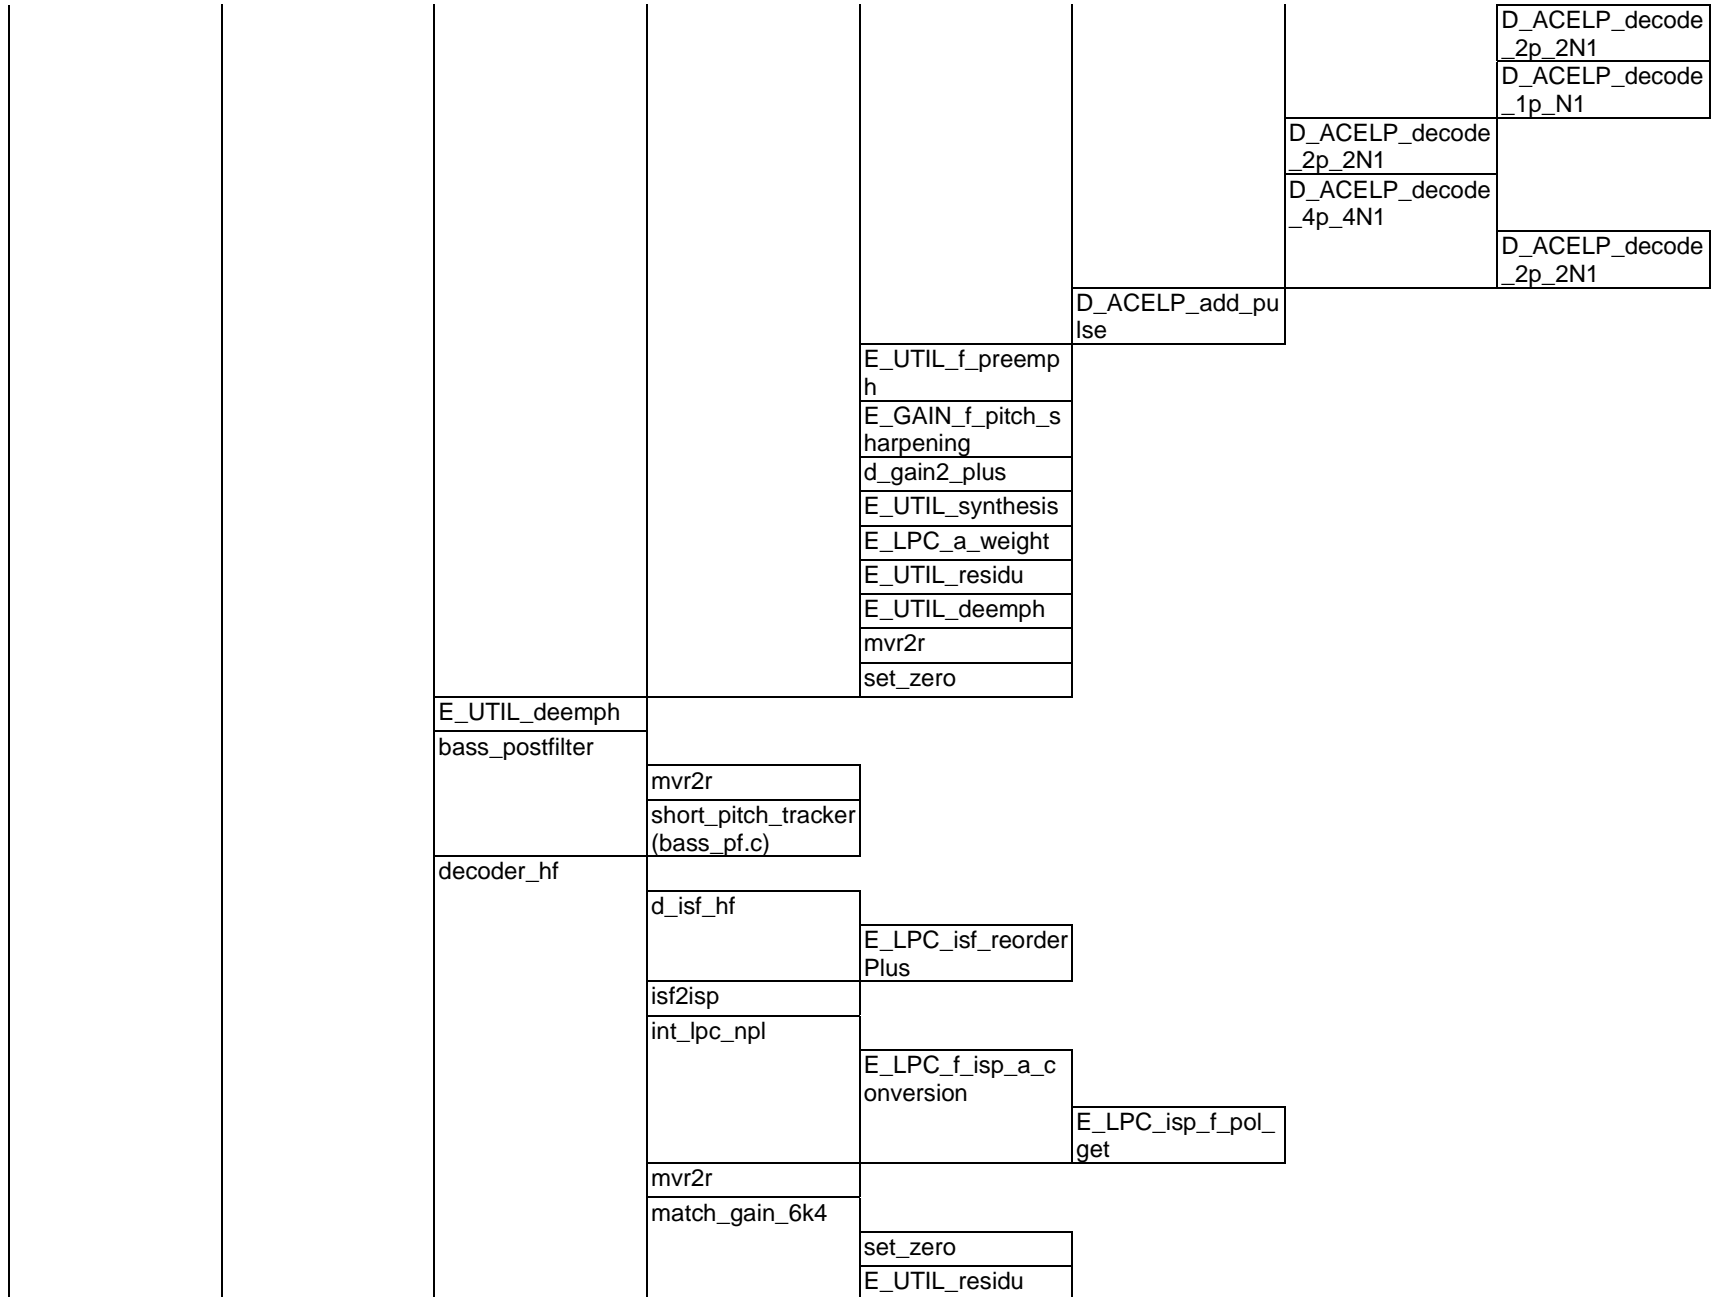 D_ACELP_decode
_2p_2N1
D_ACELP_decode
_1p_N1
D_ACELP_decode
_2p_2N1
D_ACELP_decode
_4p_4N1
D_ACELP_decode
_2p_2N1
D_ACELP_add_pu
lse
E_UTIL_f_preemp
h
E_GAIN_f_pitch_s
harpening
d_gain2_plus
E_UTIL_synthesis
E_LPC_a_weight
E_UTIL_residu
E_UTIL_deemph
mvr2r
set_zero
E_UTIL_deemph
bass_postfilter
mvr2r
short_pitch_tracker
(bass_pf.c)
decoder_hf
d_isf_hf
E_LPC_isf_reorder
Plus
isf2isp
int_lpc_npl
E_LPC_f_isp_a_c
onversion
E_LPC_isp_f_pol_
get
mvr2r
match_gain_6k4
set_zero
E_UTIL_residu